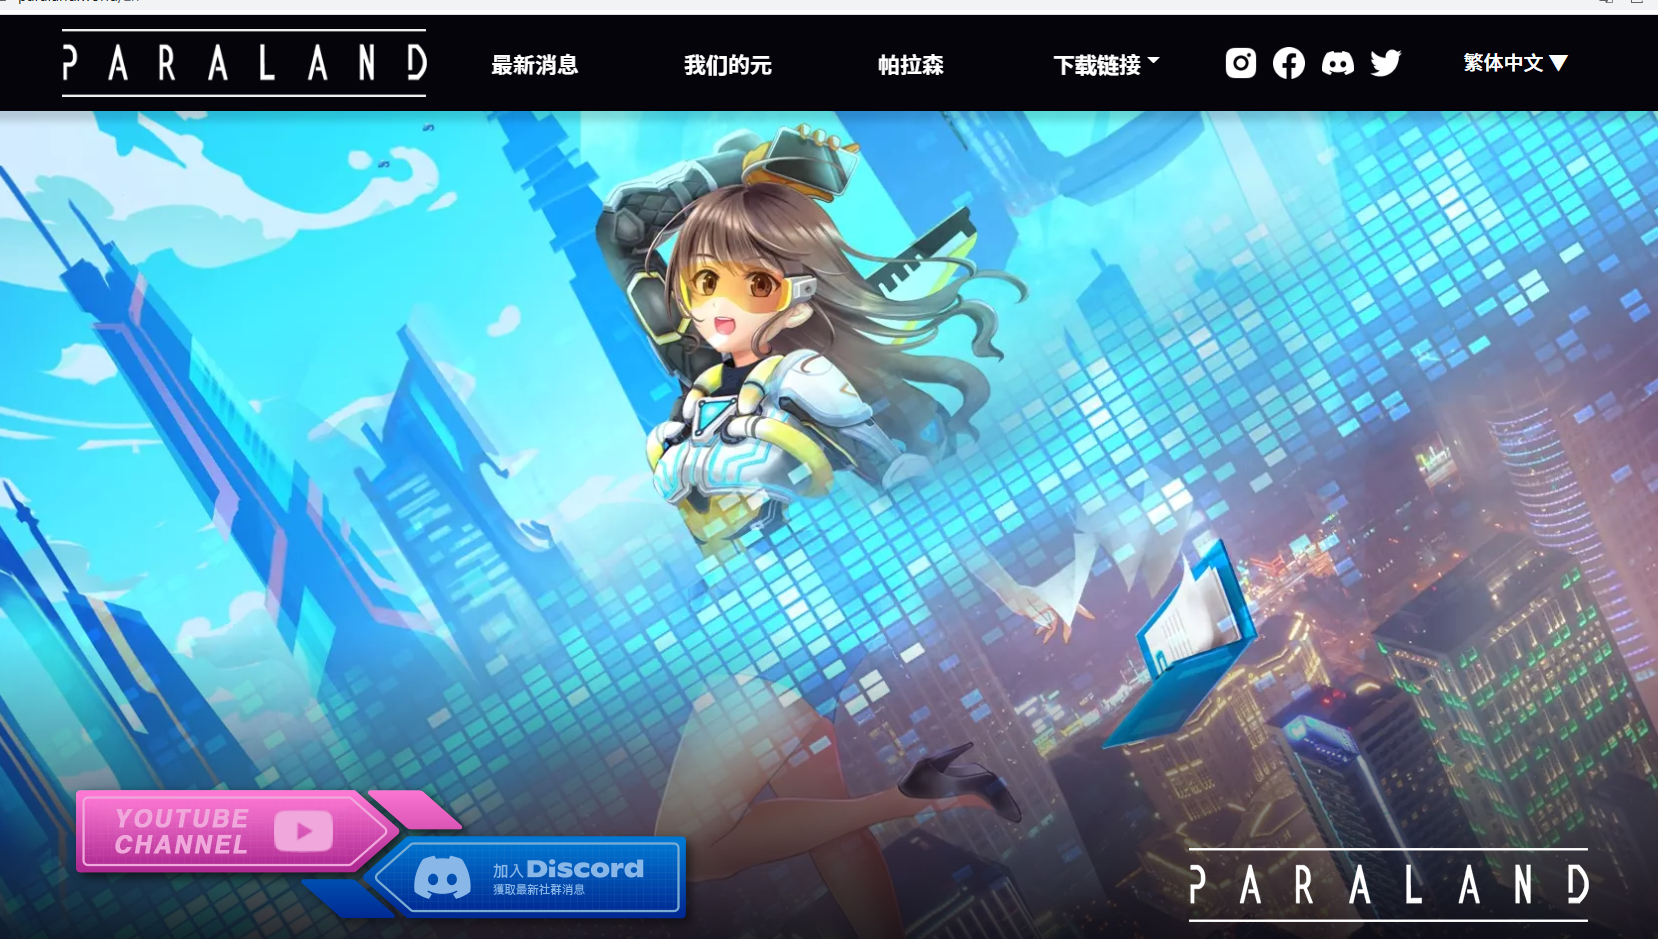 PARALAND
最新消息
我们的元
帕拉森
下载链接
繁体中文 ▼
YOUTUBE
CHANNEL
加入Discord
獲取最新社群消息
PARALAND